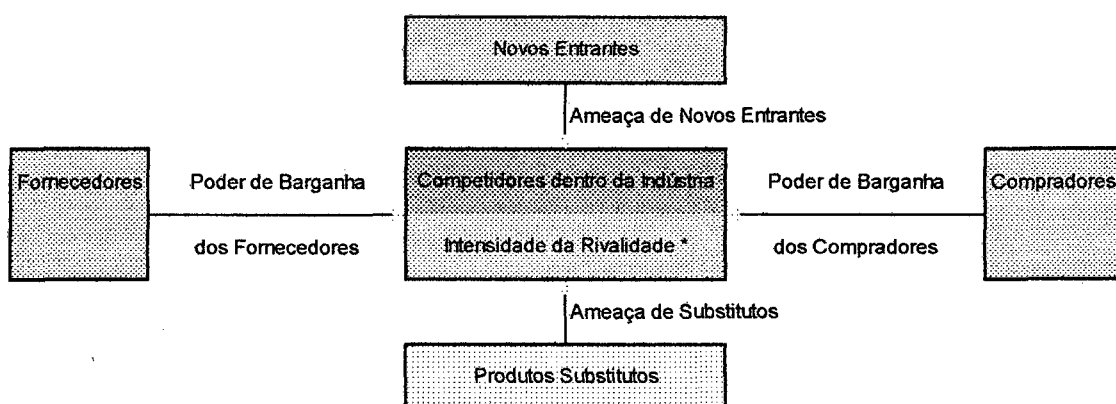 Novos Entrantes
Ameaça de Novos Entrantes
Fornecedores
Poder de Barganha
dos Fornecedores
Competidores dentro da Indústria
Intensidade da Rivalidade *
Poder de Barganha
dos Compradores
Compradores
Ameaça de Substitutos
Produtos Substitutos